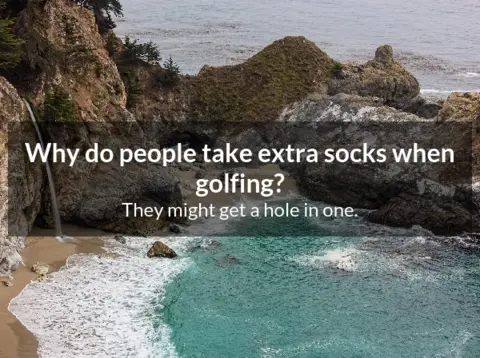 Why do people take extra socks when
golfing?
They might get a hole in one.